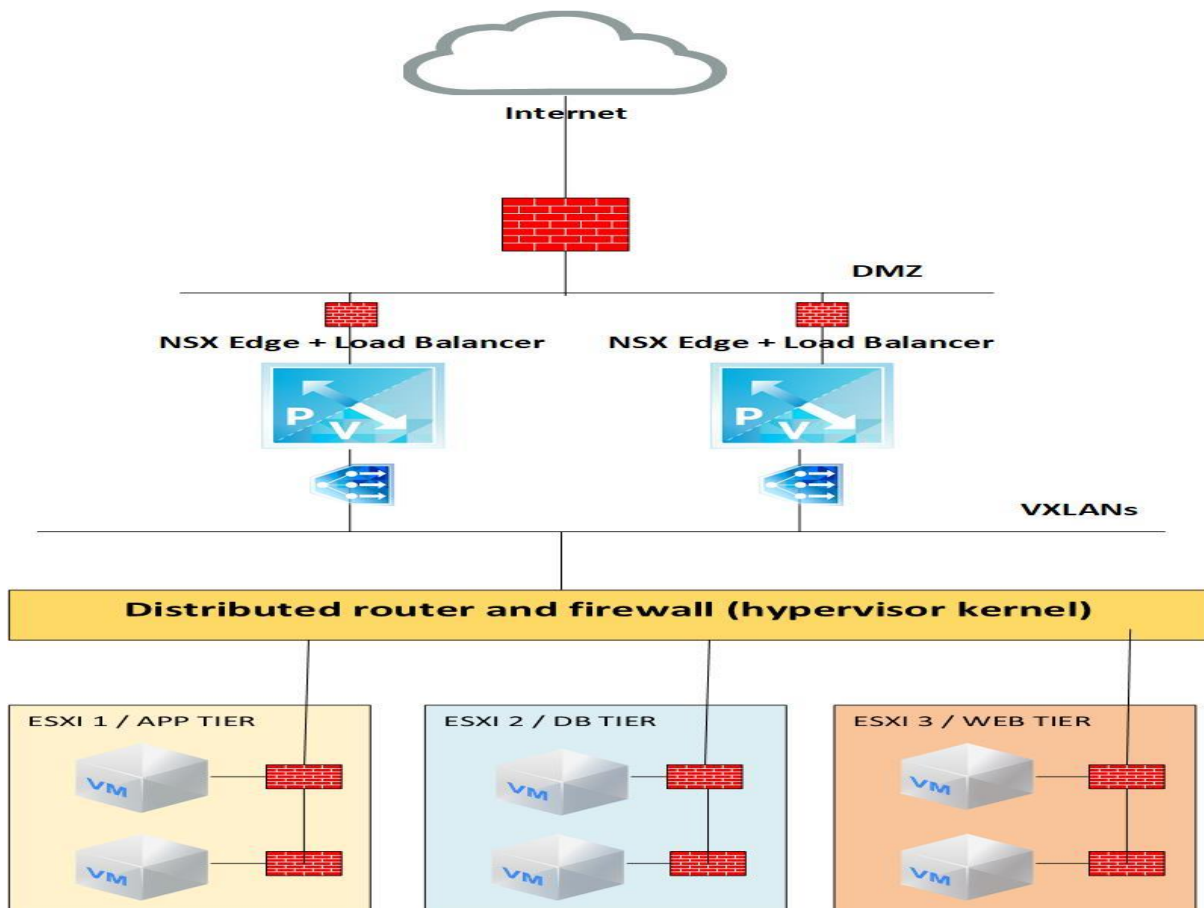 Internet
DMZ
NSX Edge + Load Balancer
NSX Edge + Load Balancer
P
V
P
V
VXLANs
Distributed router and firewall (hypervisor kernel)
ESXI 1 / APP TIER
ESXI 2 / DB TIER
ESXI 3 / WEB TIER
VM
VM
VM
VM
VM
VM